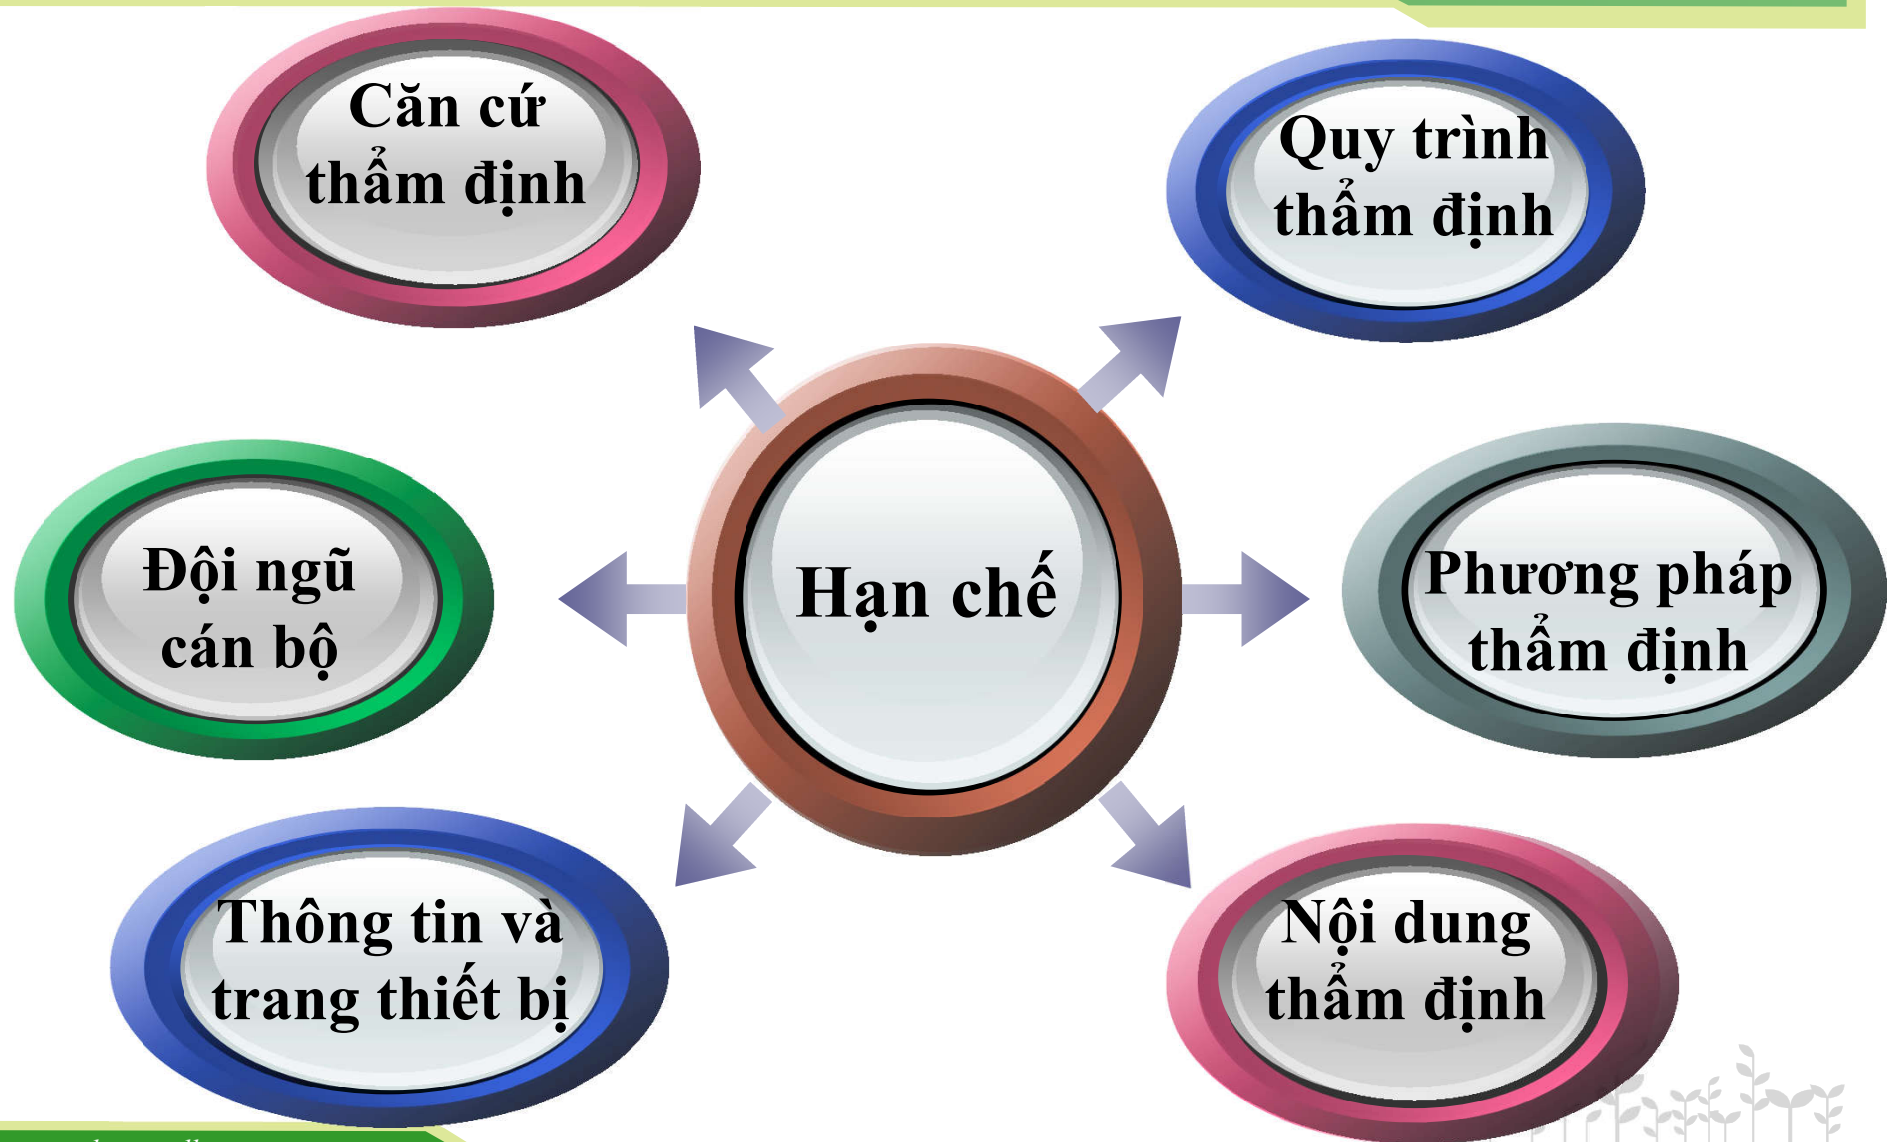 Căn cứ
thẩm định
Quy trình
thẩm định
Đội ngũ
cán bộ
Hạn chế
Phương pháp
thẩm định
Thông tin và
trang thiết bị
Nội dung
thẩm định